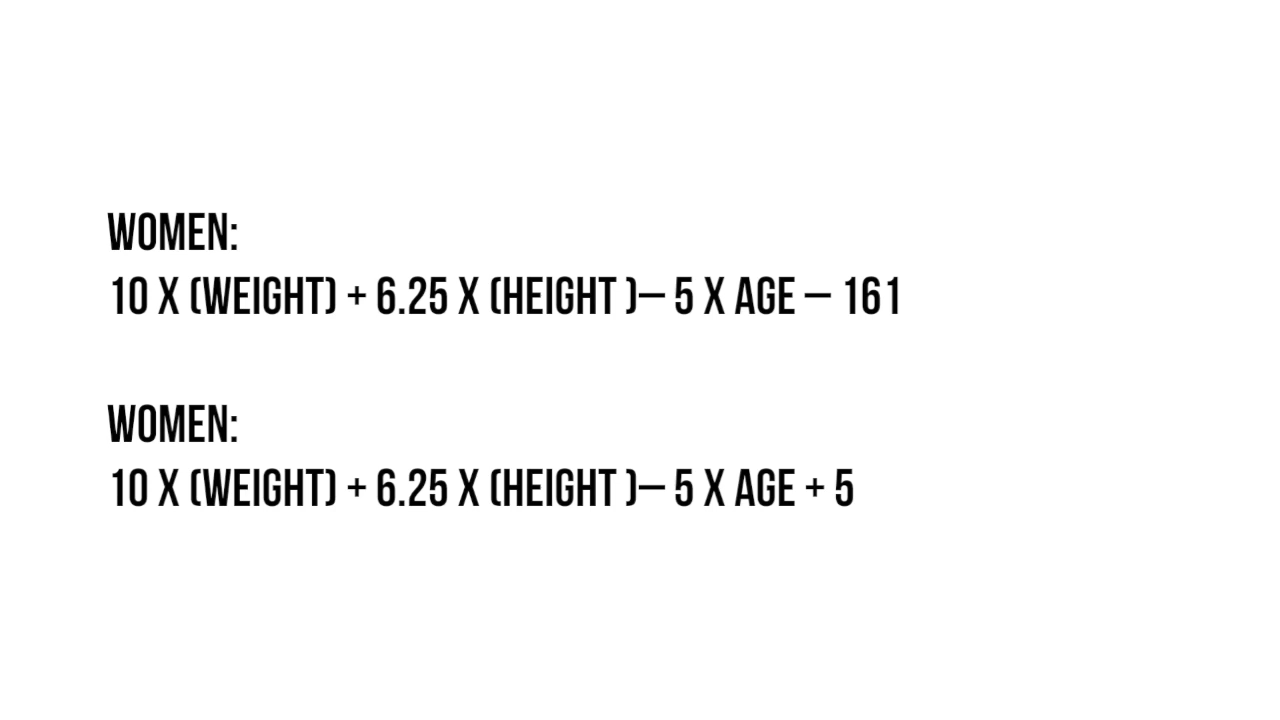 WOMEN:
10 X (WEIGHT) + 6.25 X (HEIGHT )– 5 X AGE – 161
WOMEN:
10 X (WEIGHT) + 6.25 X (HEIGHT )– 5 X AGE + 5